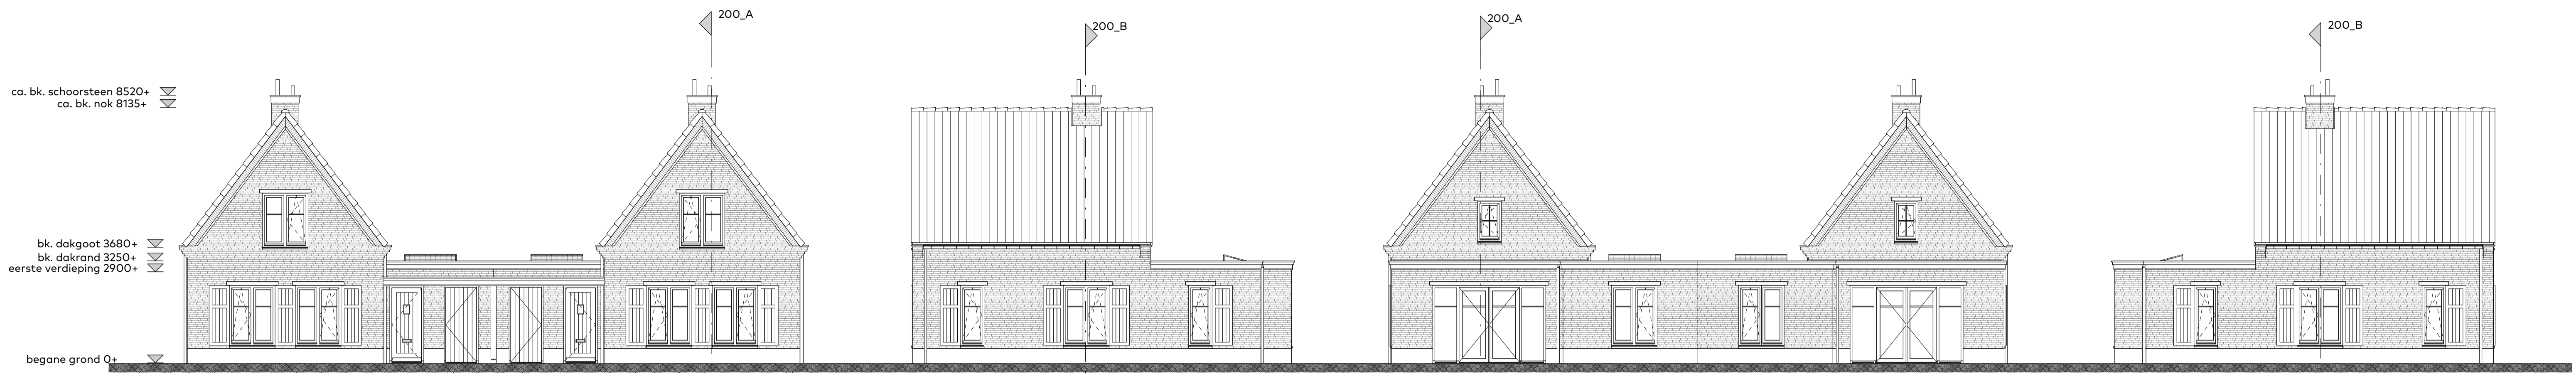 200_A
200_B
200_A
200_B
ca. bk. schoorsteen 8520+
ca. bk. nok 8135+
bk. dakgoot 3680+
bk. dakrand 3250+
eerste verdieping 2900+
begane grond 0+